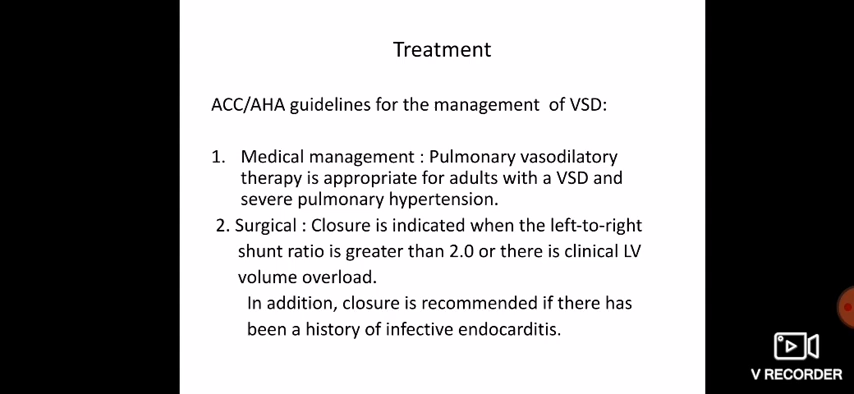 Treatment
ACC/AHA guidelines for the management of VSD:
1. Medical management : Pulmonary vasodilatory
therapy is appropriate for adults with a VSD and
severe pulmonary hypertension.
2. Surgical : Closure is indicated when the left-to-right
shunt ratio is greater than 2.0 or there is clinical LV
volume overload.
In addition, closure is recommended if there has
been a history of infective endocarditis.
V RECORDER